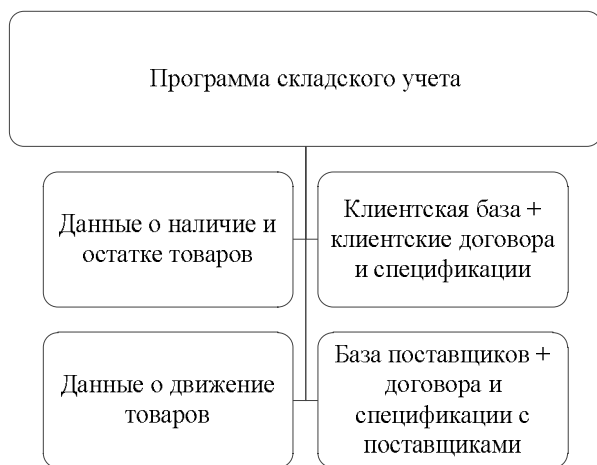 Программа складского учета
Данные о наличие и
остатке товаров
Клиентская база +
клиентские договора
и спецификации
Данные о движение
товаров
База поставщиков +
договора и
спецификации с
поставщиками